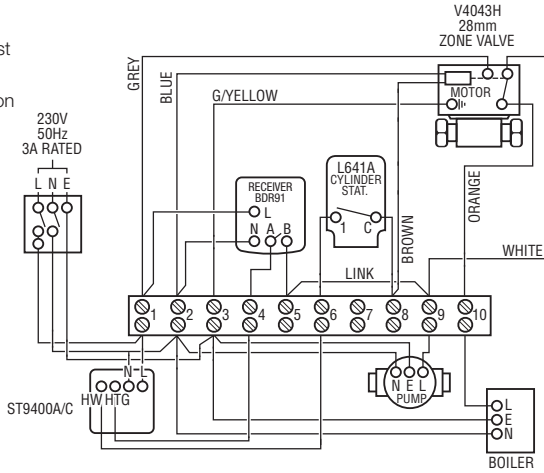 st
on
V4043H
28mm
ZONE VALVE
GREY
BLUE
G/YELLOW
MOTOR
230V
50Hz
3A RATED
L N E
RECEIVER
BDR91
L
N A B
L641A
CYLINDER
STAT.
1 C
BROWN
ORANGE
WHITE
LINK
1 2 3 4 5 6 7 8 9 10
N L
HW HTG
ST9400A/C
N E L
PUMP
L
E
N
BOILER